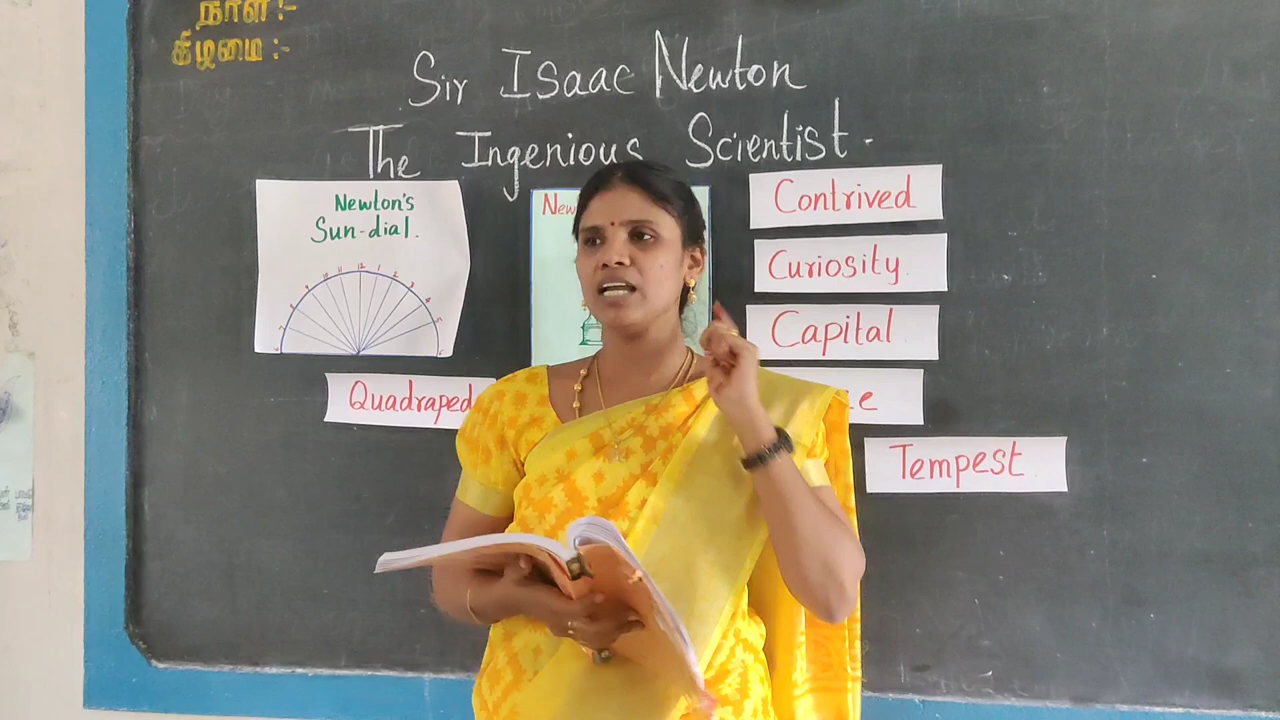 நாள் :-
கிழமை :-
Sir Isaac Newton
The Ingenious Scientist.
Newton's
Sun-dial.
Contrived
Curiosity.
Capital
Quadraped
Tempest.